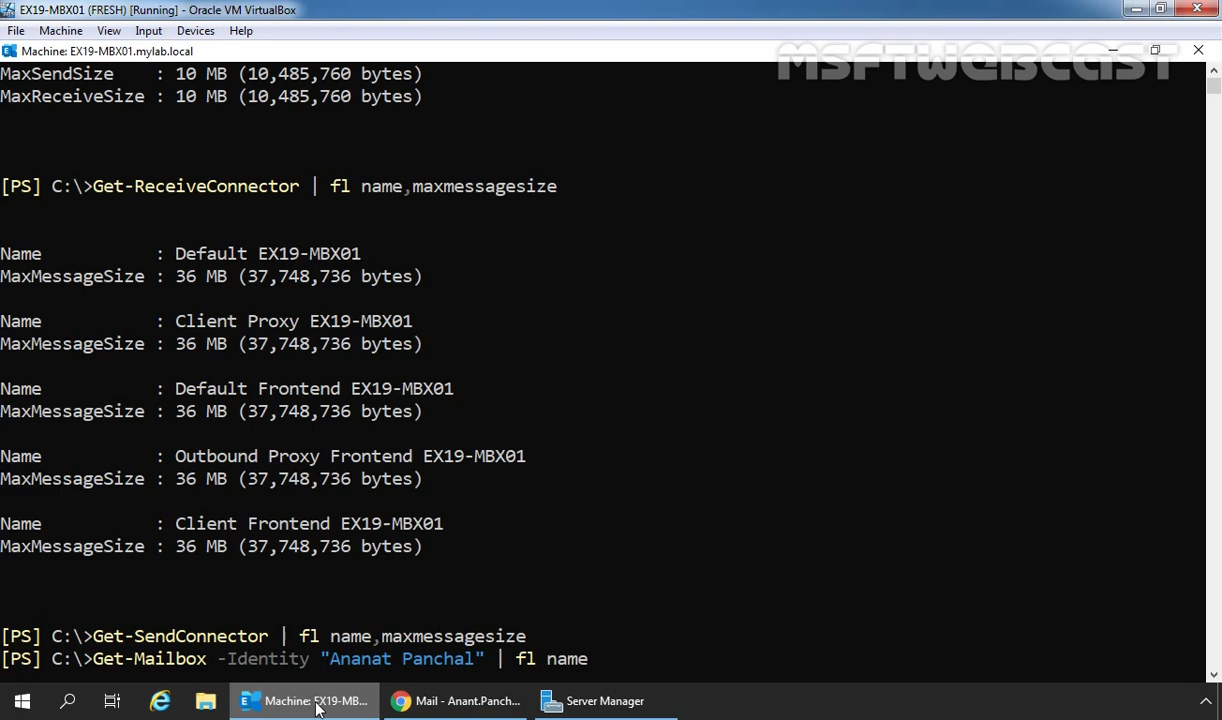 EX19-MBX01 (FRESH) [Running] - Oracle VM VirtualBox
File Machine View Input Devices Help
Machine: EX19-MBX01.mylab.local
MSFTWEBCAST
MaxSendSize : 10 MB (10,485,760 bytes)
MaxReceiveSize : 10 MB (10,485,760 bytes)
[PS] C:\>Get-ReceiveConnector | fl name,maxmessagesize
Name : Default EX19-MBX01
MaxMessageSize : 36 MB (37,748,736 bytes)
Name : Client Proxy EX19-MBX01
MaxMessageSize : 36 MB (37,748,736 bytes)
Name : Default Frontend EX19-MBX01
MaxMessageSize : 36 MB (37,748,736 bytes)
Name : Outbound Proxy Frontend EX19-MBX01
MaxMessageSize : 36 MB (37,748,736 bytes)
Name : Client Frontend EX19-MBX01
MaxMessageSize : 36 MB (37,748,736 bytes)
[PS] C:\>Get-SendConnector | fl name,maxmessagesize
[PS] C:\>Get-Mailbox -Identity "Ananat Panchal" | fl name
Machine: EX19-MB... Mail - Anant.Panch... Server Manager